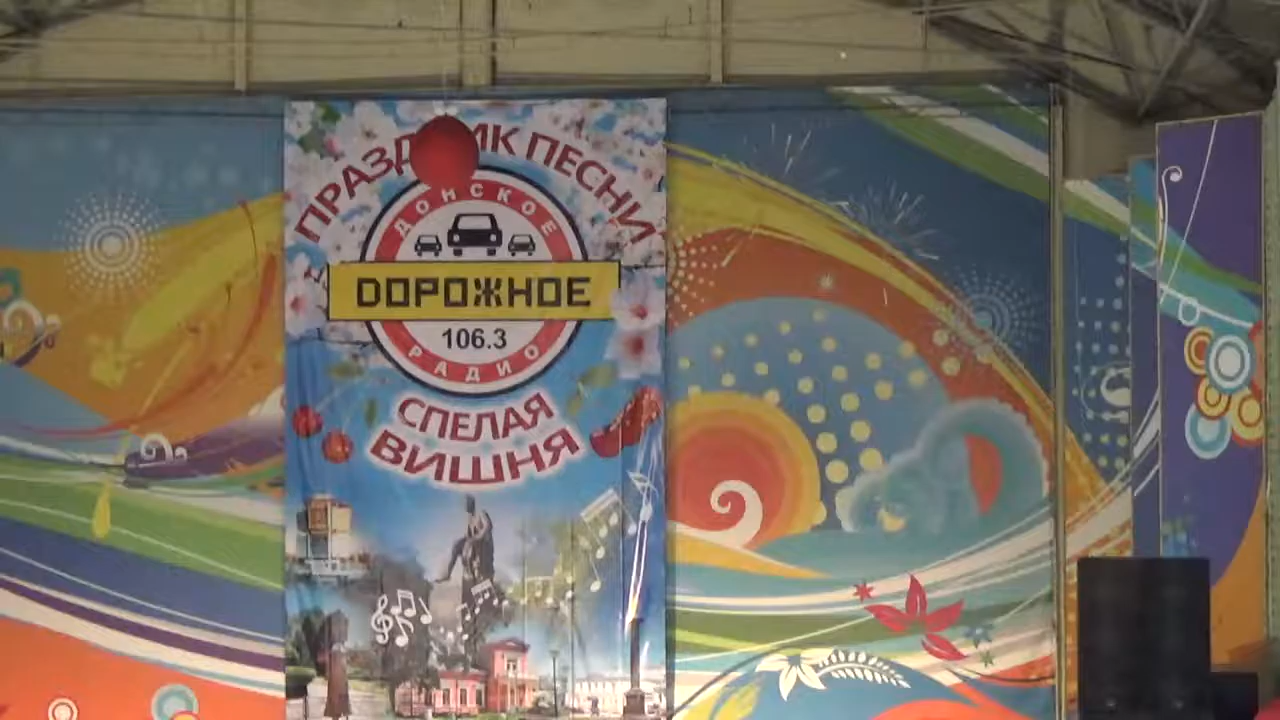 ПЕСНИ
ДОНСКОЕ
ДОРОЖНОЕ
106.3
РАДИО
СПЕЛАЯ
ВИШНЯ